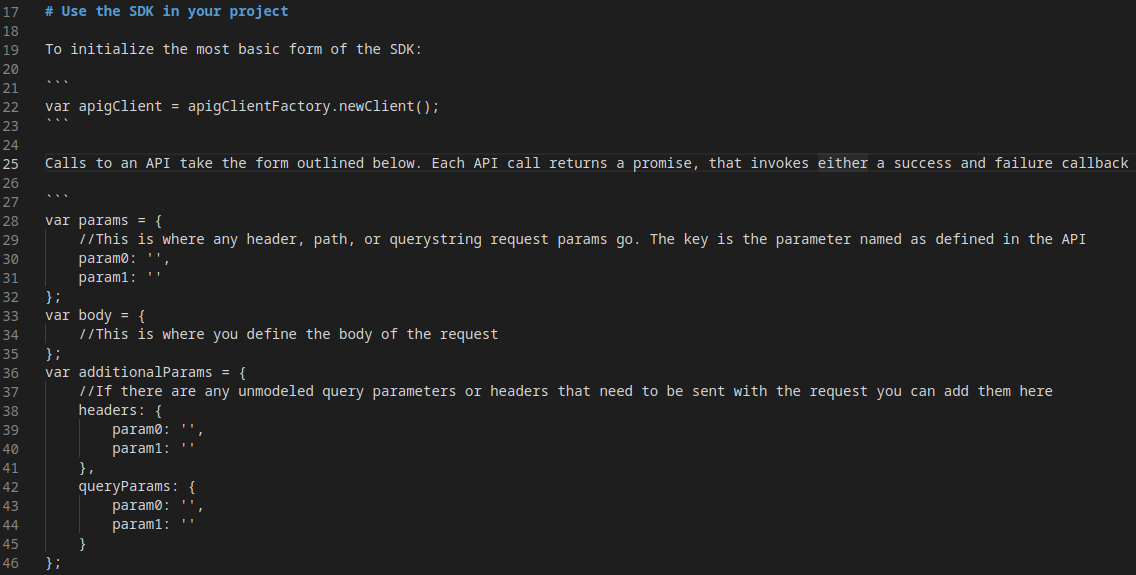 17 # Use the SDK in your project
18
19 To initialize the most basic form of the SDK:
20
21 ```
22 var apigClient = apigClientFactory.newClient();
23 ```
24
25 Calls to an API take the form outlined below. Each API call returns a promise, that invokes either a success and failure callback
26
27 ```
28 var params = {
29     //This is where any header, path, or querystring request params go. The key is the parameter named as defined in the API
30     param0: '',
31     param1: ''
32 };
33 var body = {
34     //This is where you define the body of the request
35 };
36 var additionalParams = {
37     //If there are any unmodeled query parameters or headers that need to be sent with the request you can add them here
38     headers: {
39         param0: '',
40         param1: ''
41     },
42     queryParams: {
43         param0: '',
44         param1: ''
45     }
46 };